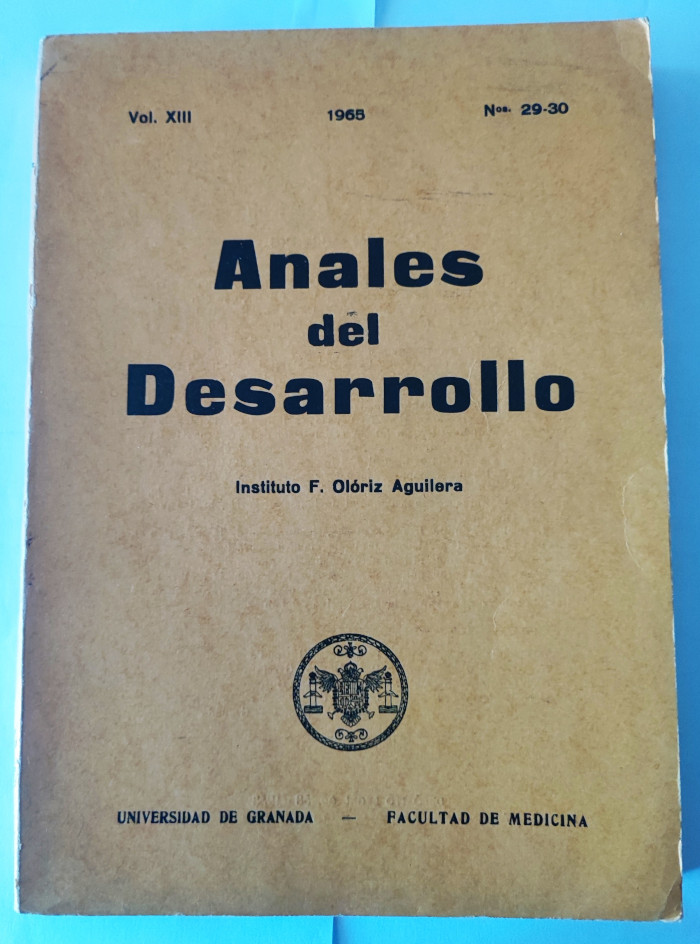 Vol. XIII 1965 Nos. 29-30
Anales
del
Desarrollo
Instituto F. Olóriz Aguilera
UNIVERSIDAD DE GRANADA — FACULTAD DE MEDICINA